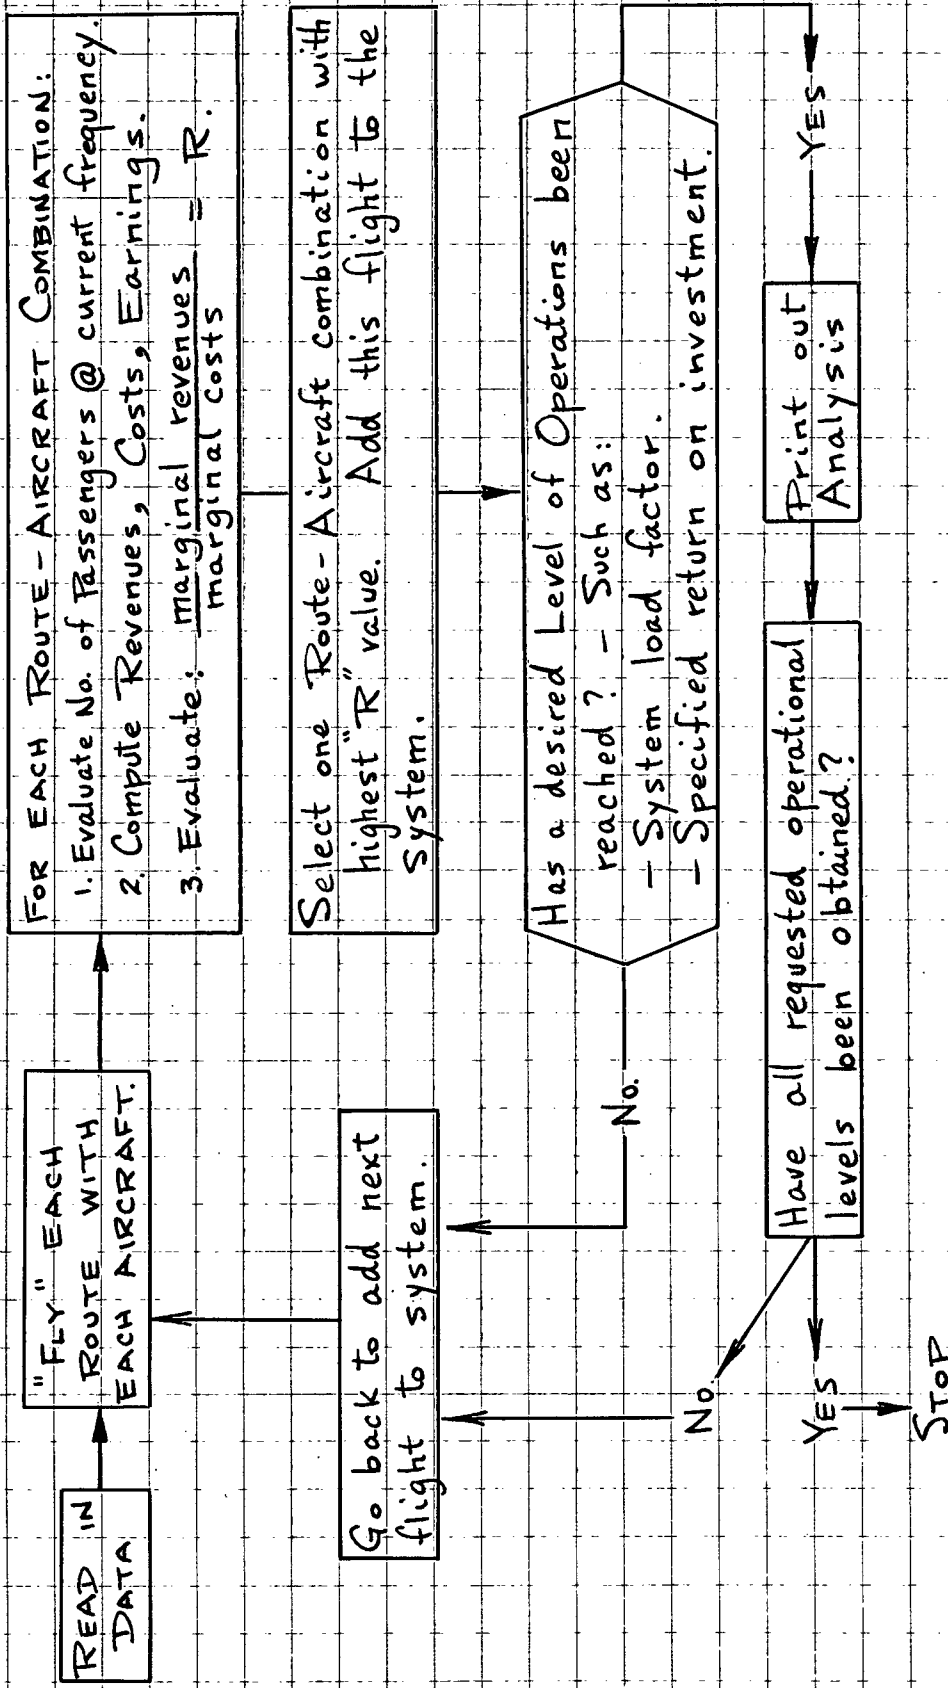 READ IN
DATA
"FLY" EACH
ROUTE WITH
EACH AIRCRAFT.
FOR EACH ROUTE-AIRCRAFT COMBINATION:
1. Evaluate No. of Passengers @ current frequency.
2. Compute Revenues, Costs, Earnings.
3. Evaluate: marginal revenues = R.
marginal costs
Select one Route-Aircraft combination with
highest "R" value. Add this flight to the
system.
Go back to add next
flight to system.
Has a desired Level of Operations been
reached? - Such as:
- System load factor.
- Specified return on investment.
No.
YES
Print out
Analysis
Have all requested operational
levels been obtained?
No.
YES
STOP